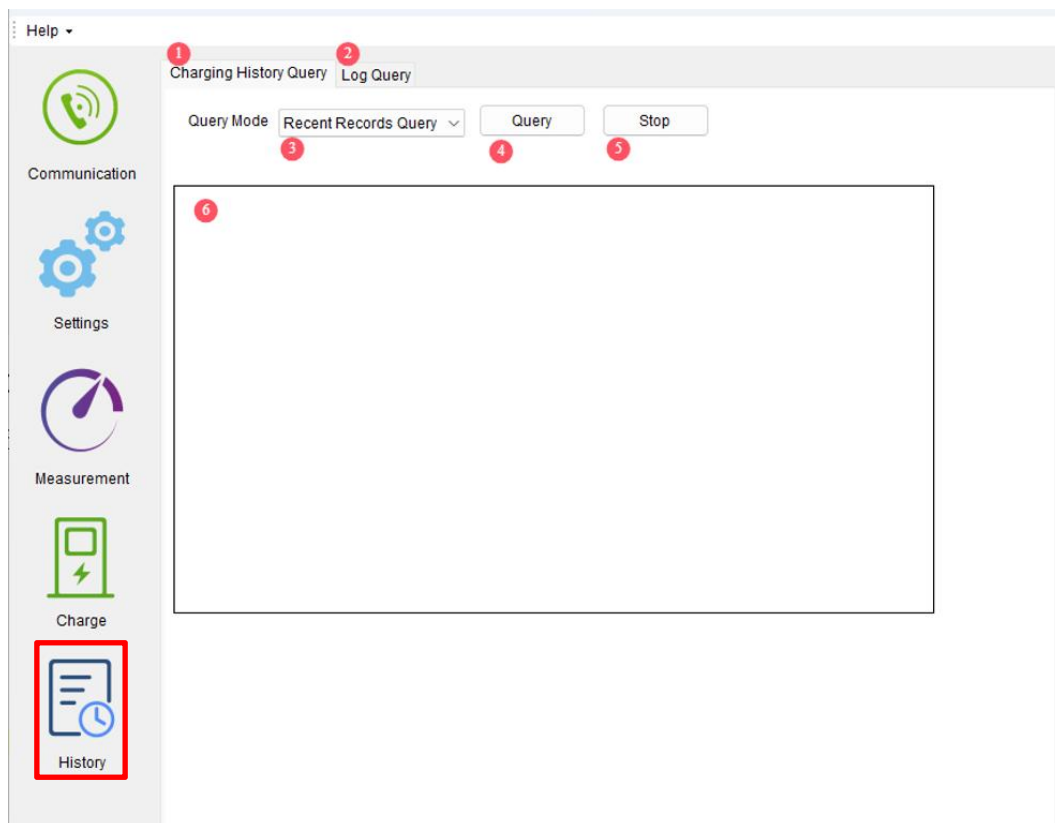 Help
1 2
Charging History Query Log Query
Query Mode Recent Records Query Query Stop
3 4 5
Communication
6
Settings
Measurement
Charge
History